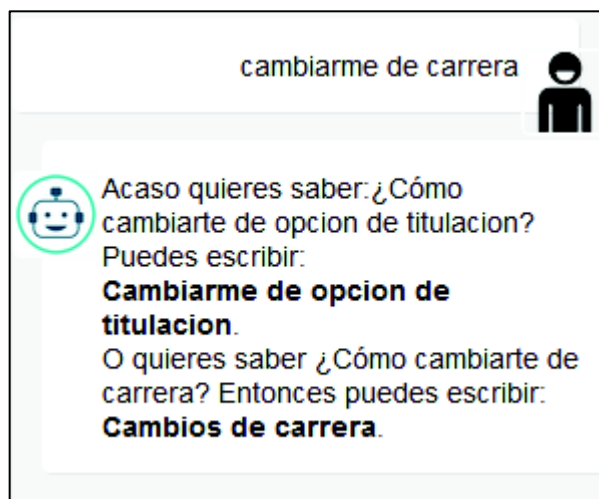 cambiarme de carrera
Acaso quieres saber:¿Cómo
cambiarte de opcion de titulacion?
Puedes escribir:
Cambiarme de opcion de
titulacion.
O quieres saber ¿Cómo cambiarte de
carrera? Entonces puedes escribir:
Cambios de carrera.